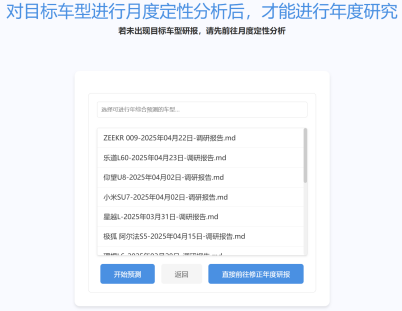 对目标车型进行月度定性分析后，才能进行年度研究
若未出现目标车型研报，请先前往月度定性分析
选择可进行年综合预测的车型...
ZEEKR 009-2025年04月22日-调研报告.md
乐道L60-2025年04月23日-调研报告.md
仰望U8-2025年04月02日-调研报告.md
小米SU7-2025年04月02日-调研报告.md
星越L-2025年03月31日-调研报告.md
极狐 阿尔法S5-2025年04月15日-调研报告.md
开始预测
返回
直接前往修正年度研报